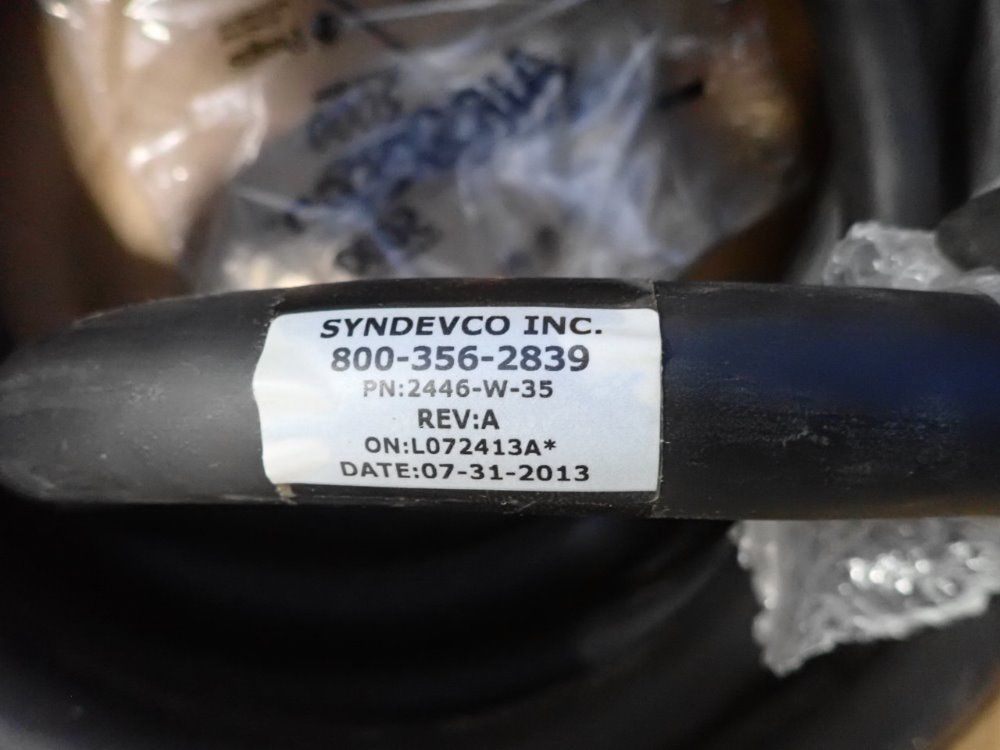 SYNDEVCO INC.
800-356-2839
PN:2446-W-35
REV:A
ON:L072413A*
DATE:07-31-2013